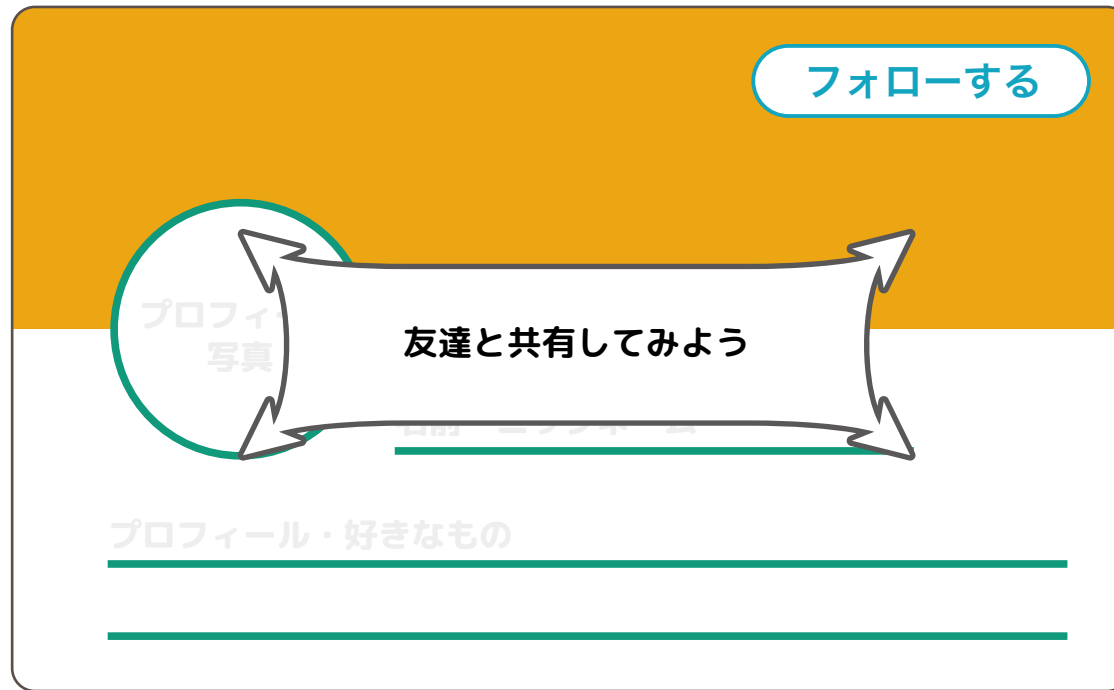 フォローする
プロフィ
写真
友達と共有してみよう
プロフィール・好きなもの